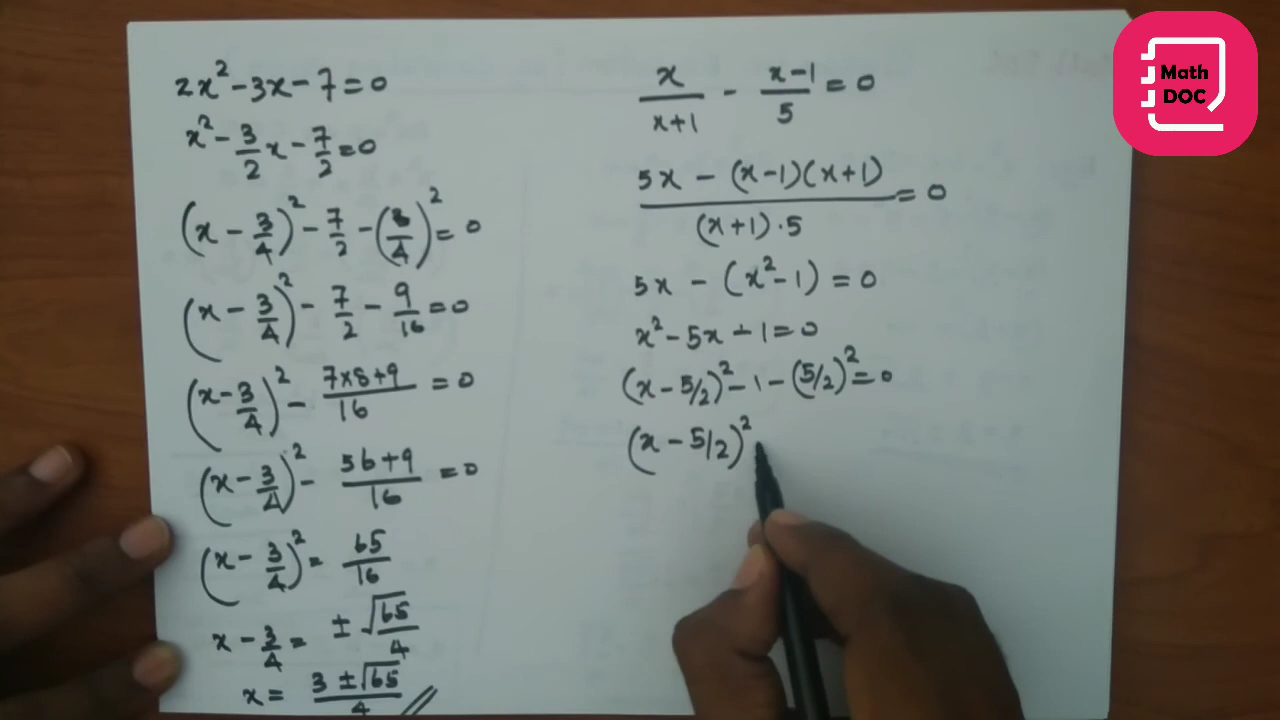 2x² - 3x - 7 = 0
x² - 3/2 x - 7/2 = 0
(x - 3/4)² - 7/2 - (3/4)² = 0
(x - 3/4)² - 7/2 - 9/16 = 0
(x - 3/4)² - (7×8+9)/16 = 0
(x - 3/4)² - (56+9)/16 = 0
(x - 3/4)² = 65/16
x - 3/4 = ± √65/4
x = (3 ± √65)/4
x/(x+1) - (x-1)/5 = 0
(5x - (x-1)(x+1))/((x+1)·5) = 0
5x - (x² - 1) = 0
x² - 5x - 1 = 0
(x - 5/2)² - 1 - (5/2)² = 0
(x - 5/2)²
Math
DOC